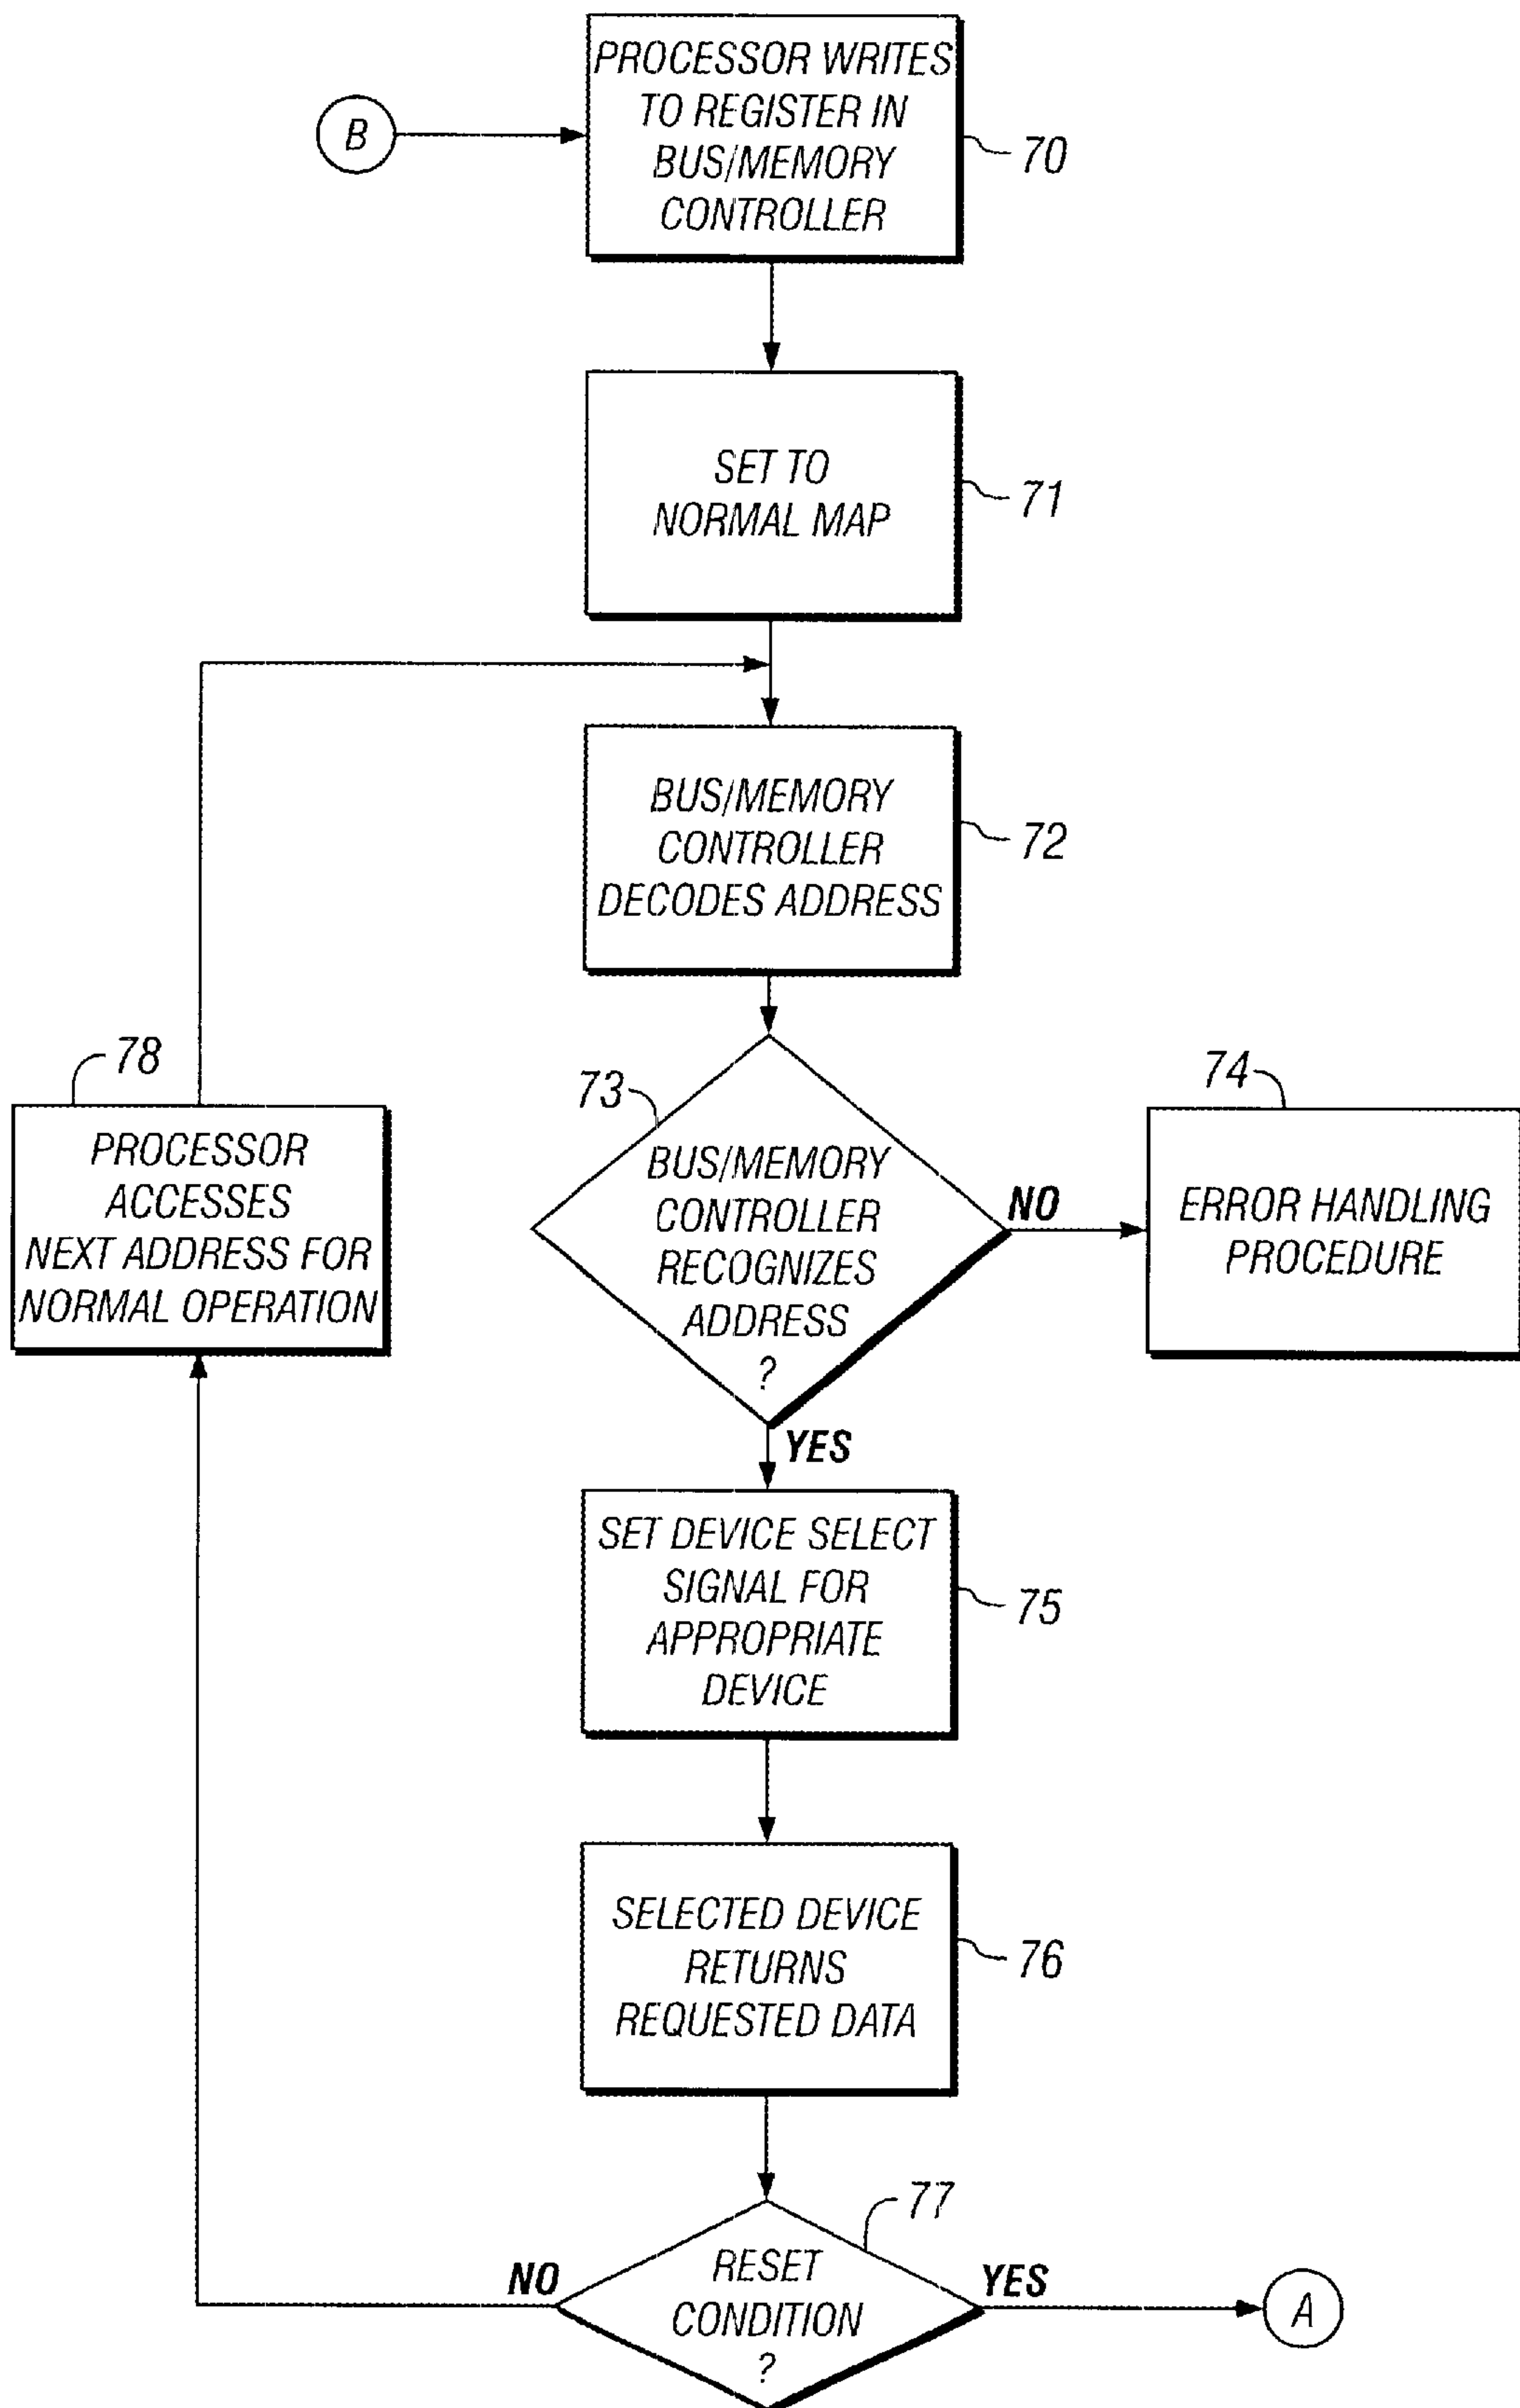 PROCESSOR WRITES
TO REGISTER IN
BUS/MEMORY
CONTROLLER
B
70
SET TO
NORMAL MAP
71
BUS/MEMORY
CONTROLLER
DECODES ADDRESS
72
78
PROCESSOR
ACCESSES
NEXT ADDRESS FOR
NORMAL OPERATION
73
BUS/MEMORY
CONTROLLER
RECOGNIZES
ADDRESS
?
NO
74
ERROR HANDLING
PROCEDURE
YES
SET DEVICE SELECT
SIGNAL FOR
APPROPRIATE
DEVICE
75
SELECTED DEVICE
RETURNS
REQUESTED DATA
76
77
NO
RESET
CONDITION
?
YES
A